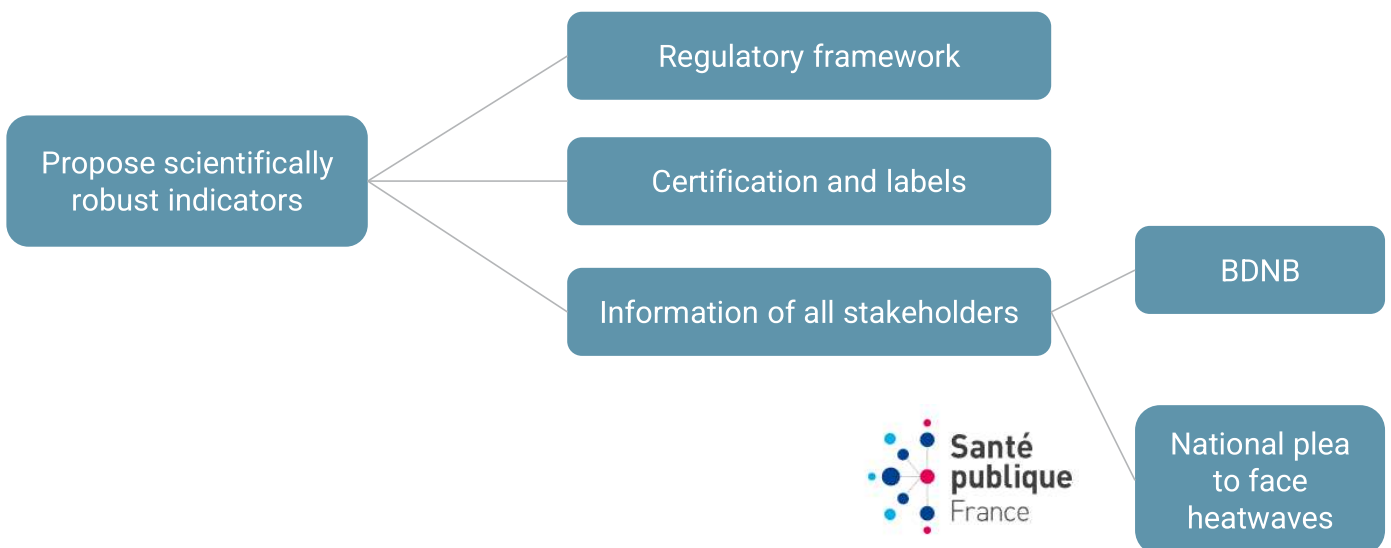 Regulatory framework
Propose scientifically
robust indicators
Certification and labels
Information of all stakeholders
BDNB
National plea
to face
heatwaves
Santé
publique
France